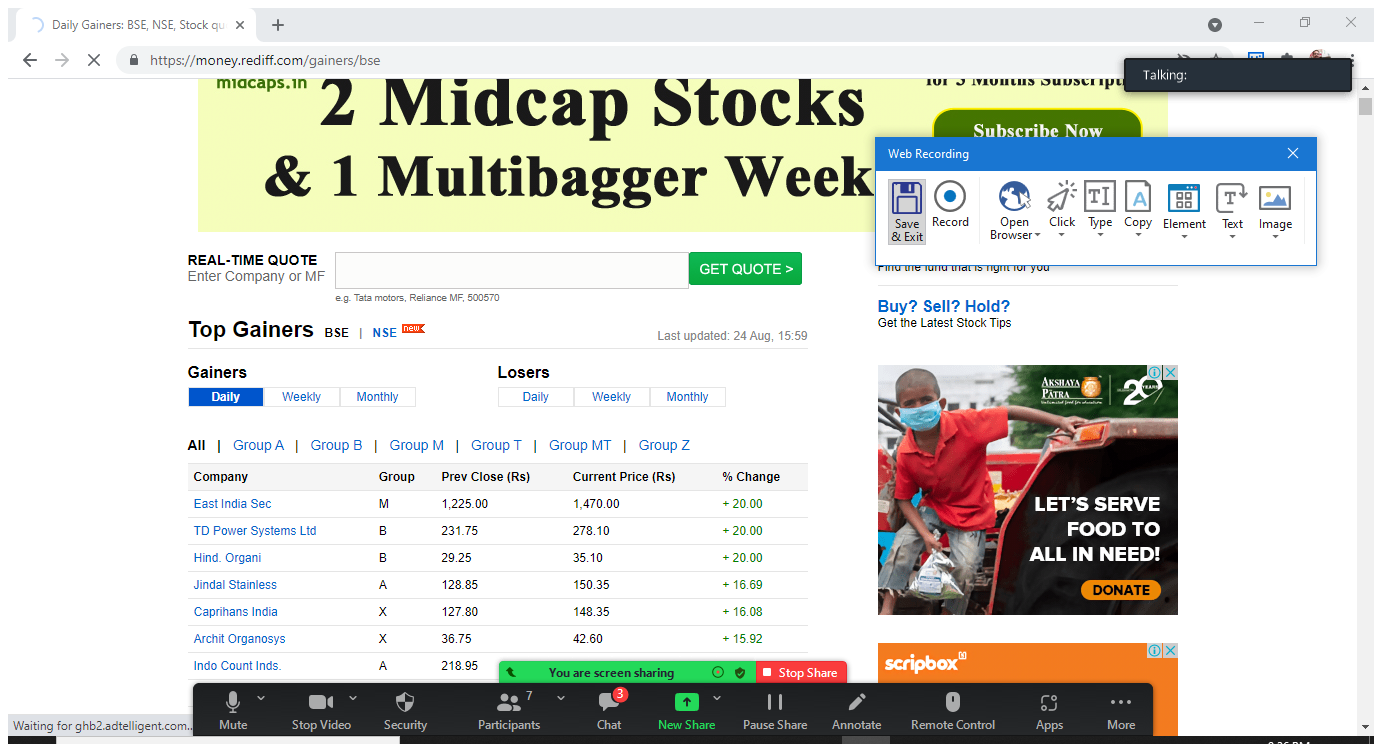 Daily Gainers: BSE, NSE, Stock qu
https://money.rediff.com/gainers/bse
Talking:
midcaps.in
2 Midcap Stocks
& 1 Multibagger Week
for 3 Months Subscript
Subscribe Now
Web Recording
Save & Exit
Record
Open Browser
Click
Type
Copy
Element
Text
Image
REAL-TIME QUOTE
Enter Company or MF
GET QUOTE >
e.g. Tata motors, Reliance MF, 500570
Find the fund that is right for you
Buy? Sell? Hold?
Get the Latest Stock Tips
Top Gainers BSE | NSE new
Last updated: 24 Aug, 15:59
Gainers
Daily Weekly Monthly
Losers
Daily Weekly Monthly
All | Group A | Group B | Group M | Group T | Group MT | Group Z
Company Group Prev Close (Rs) Current Price (Rs) % Change
East India Sec M 1,225.00 1,470.00 + 20.00
TD Power Systems Ltd B 231.75 278.10 + 20.00
Hind. Organi B 29.25 35.10 + 20.00
Jindal Stainless A 128.85 150.35 + 16.69
Caprihans India X 127.80 148.35 + 16.08
Archit Organosys X 36.75 42.60 + 15.92
Indo Count Inds. A 218.95
AKSHAYA PATRA
Unlimited food for education
20 YEARS
LET'S SERVE
FOOD TO
ALL IN NEED!
DONATE
scripbox
You are screen sharing
Stop Share
Mute
Stop Video
Security
Participants 7
Chat 3
New Share
Pause Share
Annotate
Remote Control
Apps
More
Waiting for ghb2.adtelligent.com...